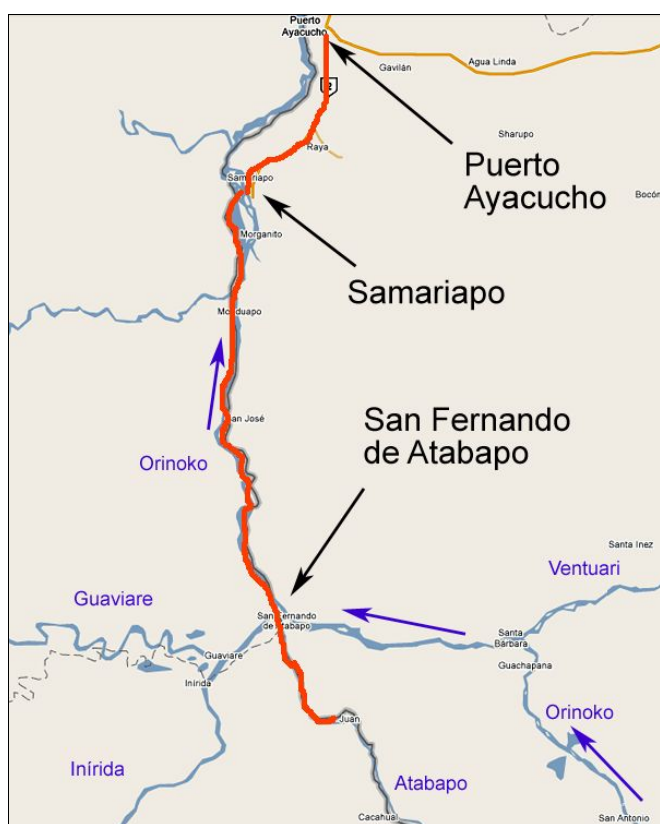 Puerto
Ayacucho
Gavilán
Agua Linda
2
Sharupo
Raya
Puerto
Ayacucho
Samariapo
Bocón
Morganito
Samariapo
Monduapo
San José
San Fernando
de Atabapo
Orinoko
Santa Inez
Ventuari
Guaviare
San Fernando
de Atabapo
Santa
Bárbara
Guaviare
Guachapana
Inírida
Orinoko
Juan
Inírida
Atabapo
Cacahual
San Antonio